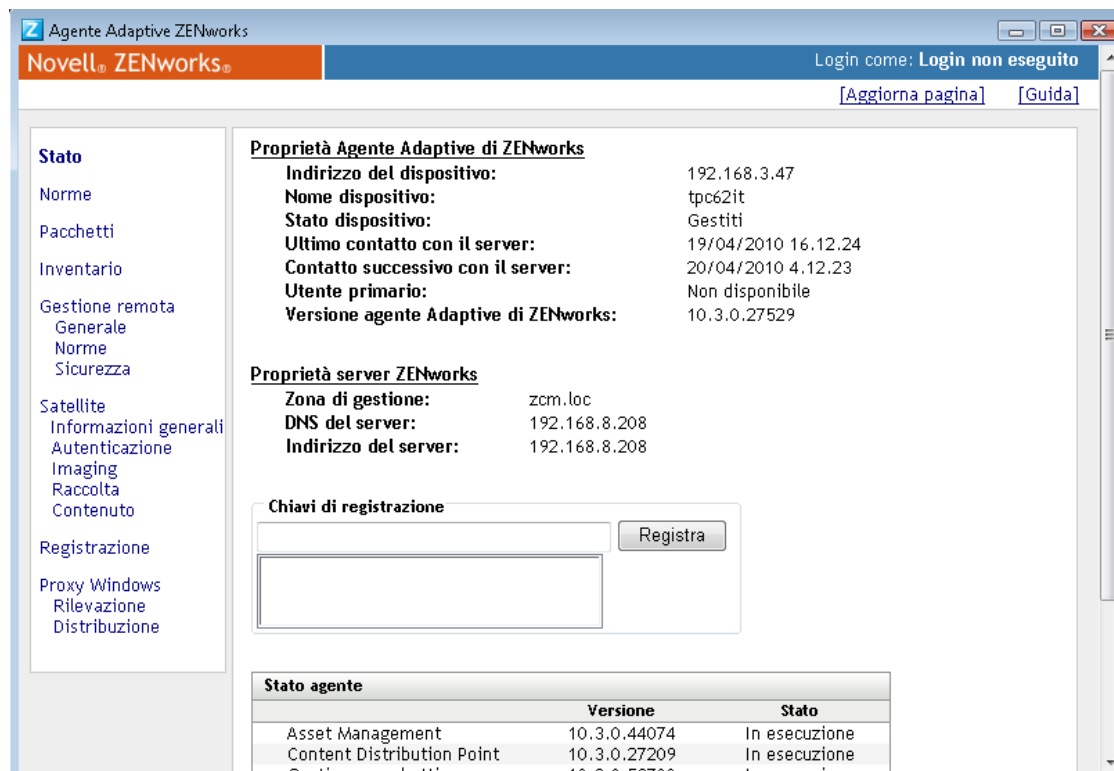 Agente Adaptive ZENworks
Novell® ZENworks®
Login come: Login non eseguito
[Aggiorna pagina] [Guida]
Stato
Norme
Pacchetti
Inventario
Gestione remota
Generale
Norme
Sicurezza
Satellite
Informazioni generali
Autenticazione
Imaging
Raccolta
Contenuto
Registrazione
Proxy Windows
Rilevazione
Distribuzione
Proprietà Agente Adaptive di ZENworks
Indirizzo del dispositivo: 192.168.3.47
Nome dispositivo: tpc62it
Stato dispositivo: Gestiti
Ultimo contatto con il server: 19/04/2010 16.12.24
Contatto successivo con il server: 20/04/2010 4.12.23
Utente primario: Non disponibile
Versione agente Adaptive di ZENworks: 10.3.0.27529
Proprietà server ZENworks
Zona di gestione: zcm.loc
DNS del server: 192.168.8.208
Indirizzo del server: 192.168.8.208
Chiavi di registrazione
Registra
Stato agente
Versione Stato
Asset Management 10.3.0.44074 In esecuzione
Content Distribution Point 10.3.0.27209 In esecuzione